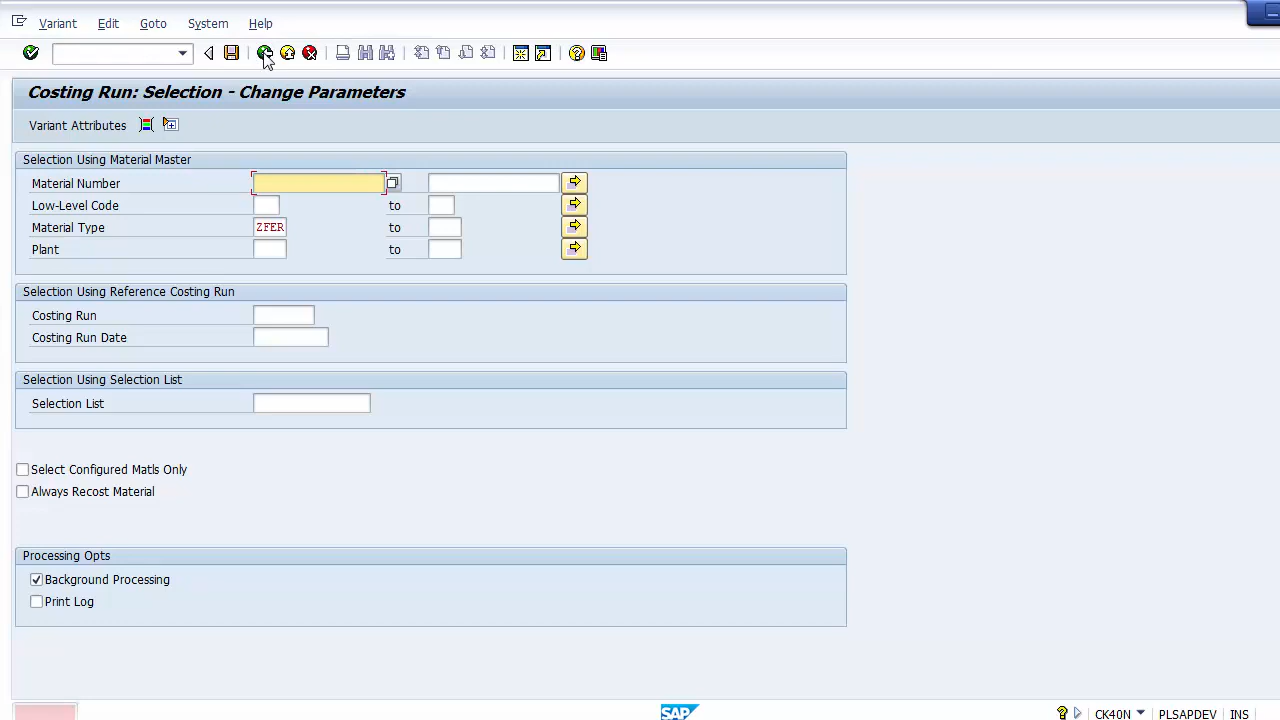 Variant Edit Goto System Help
Costing Run: Selection - Change Parameters
Variant Attributes
Selection Using Material Master
Material Number
Low-Level Code to
Material Type ZFER to
Plant to
Selection Using Reference Costing Run
Costing Run
Costing Run Date
Selection Using Selection List
Selection List
Select Configured Matls Only
Always Recost Material
Processing Opts
Background Processing
Print Log
SAP CK40N PLSAPDEV INS